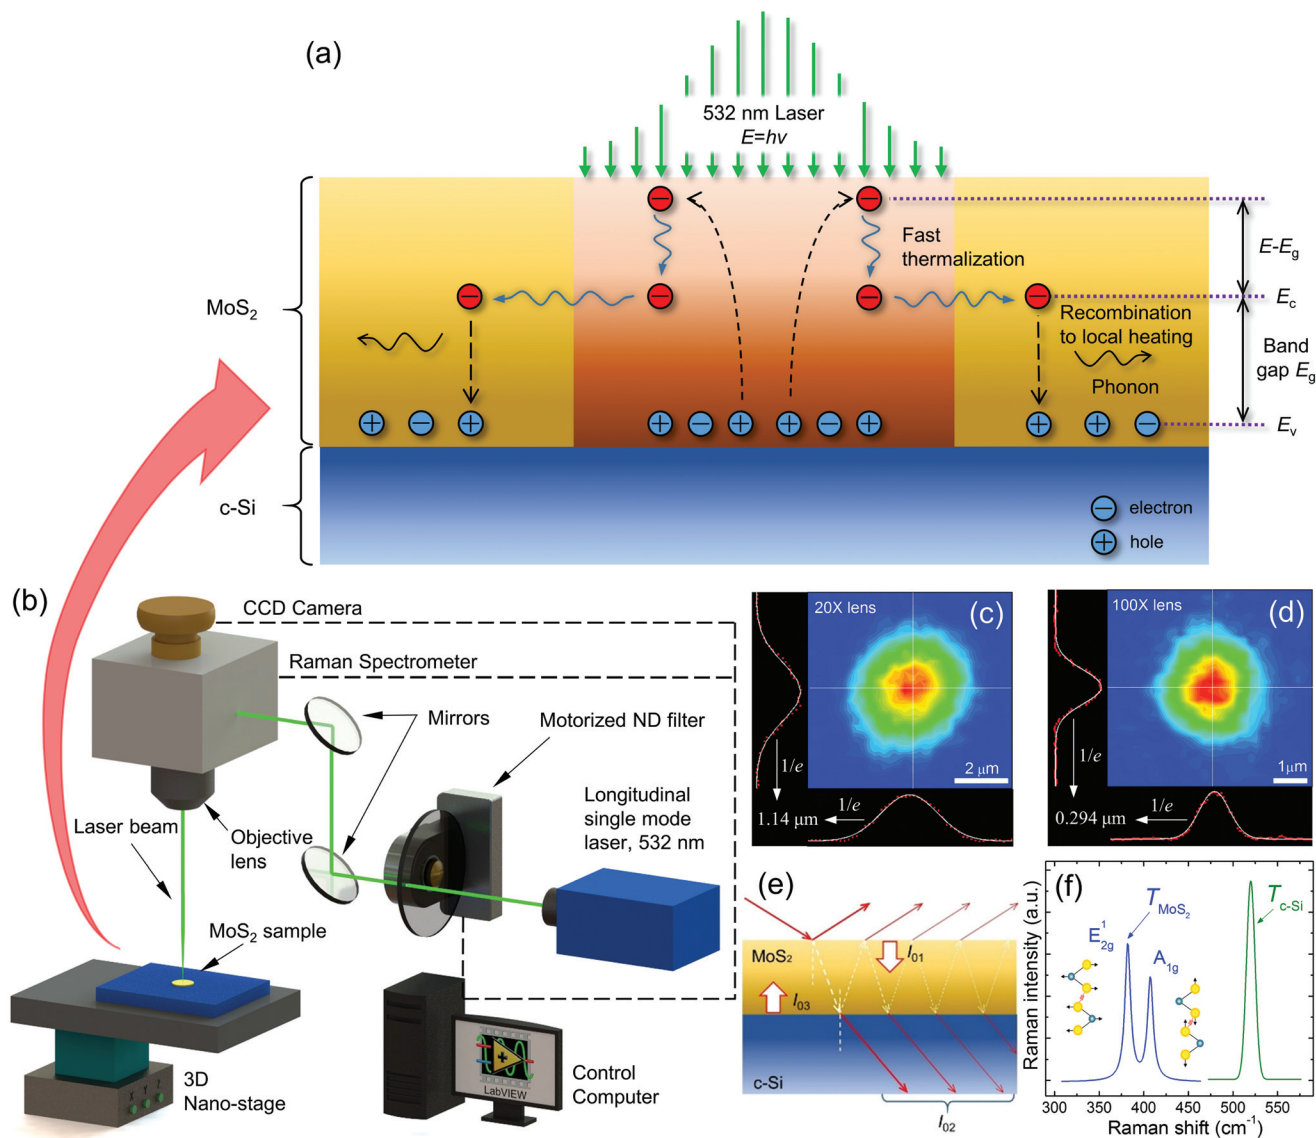 (a)
532 nm Laser
E=hν
Fast
thermalization
E-Eg
Ec
MoS2
Recombination
to local heating
Band
gap Eg
Phonon
Ev
c-Si
electron
hole
(b)
CCD Camera
Raman Spectrometer
Mirrors
Motorized ND filter
Longitudinal
single mode
laser, 532 nm
Laser beam
Objective
lens
MoS2 sample
3D
Nano-stage
X Y Z
LabVIEW
Control
Computer
20X lens
(c)
1/e
2 μm
1.14 μm
1/e
100X lens
(d)
1/e
1μm
0.294 μm
1/e
(e)
MoS2
I01
I03
c-Si
I02
(f)
Raman intensity (a.u.)
TMoS2
Tc-Si
E12g
A1g
300 350 400 450 500 550
Raman shift (cm-1)